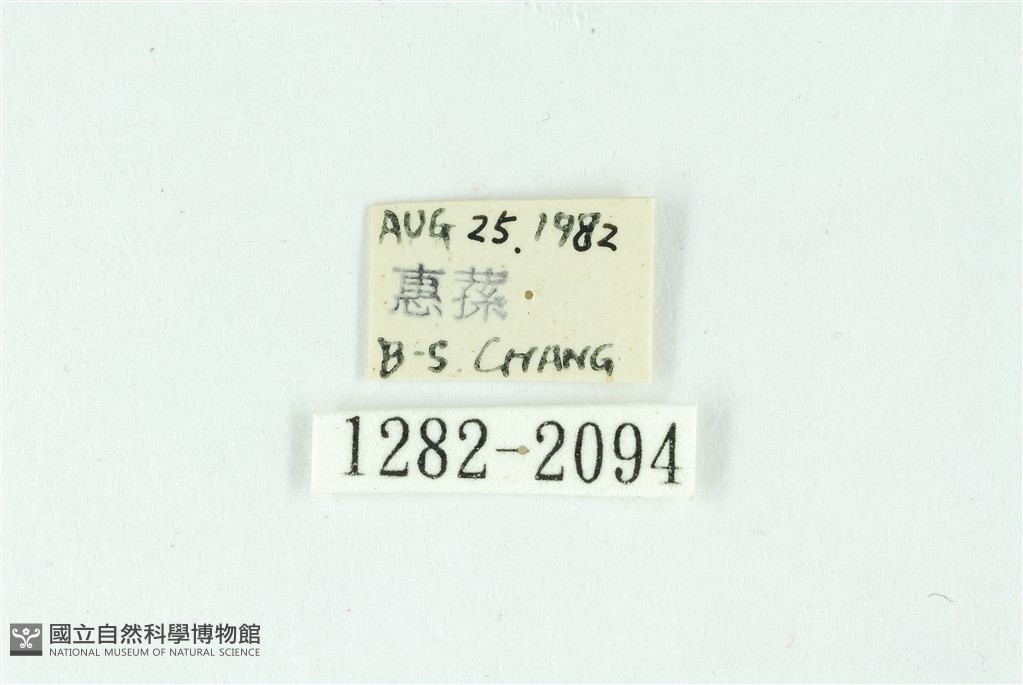 AUG 25. 1982
惠蓀
B-S. CHANG
1282-2094
國立自然科學博物館
NATIONAL MUSEUM OF NATURAL SCIENCE